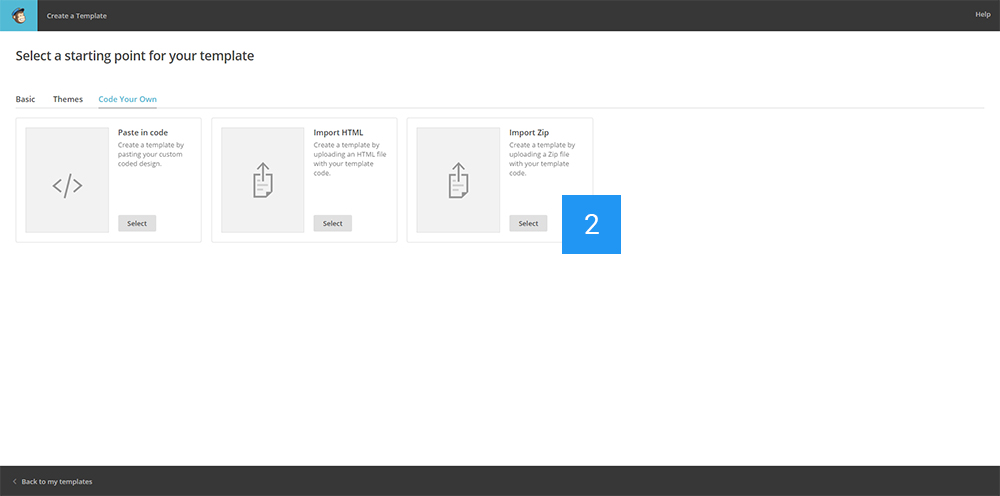 Create a Template
Help
Select a starting point for your template
Basic
Themes
Code Your Own
</>
Paste in code
Create a template by
pasting your custom
coded design.
Select
Import HTML
Create a template by
uploading an HTML file
with your template
code.
Select
Import Zip
Create a template by
uploading a Zip file
with your template
code.
Select
2
Back to my templates